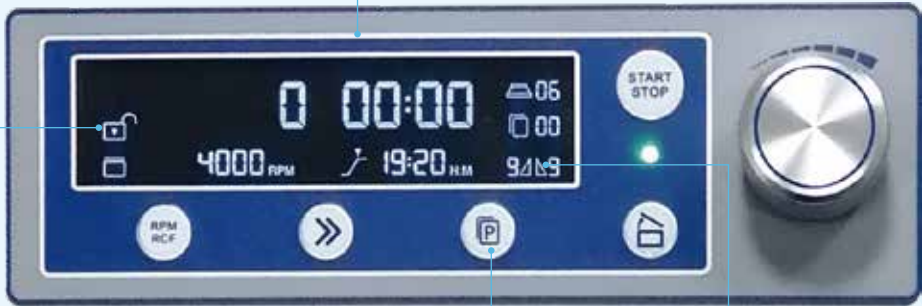 0 00:00 06
00
4000 RPM 19:20 H:M 9 9
START
STOP
RPM
RCF
P